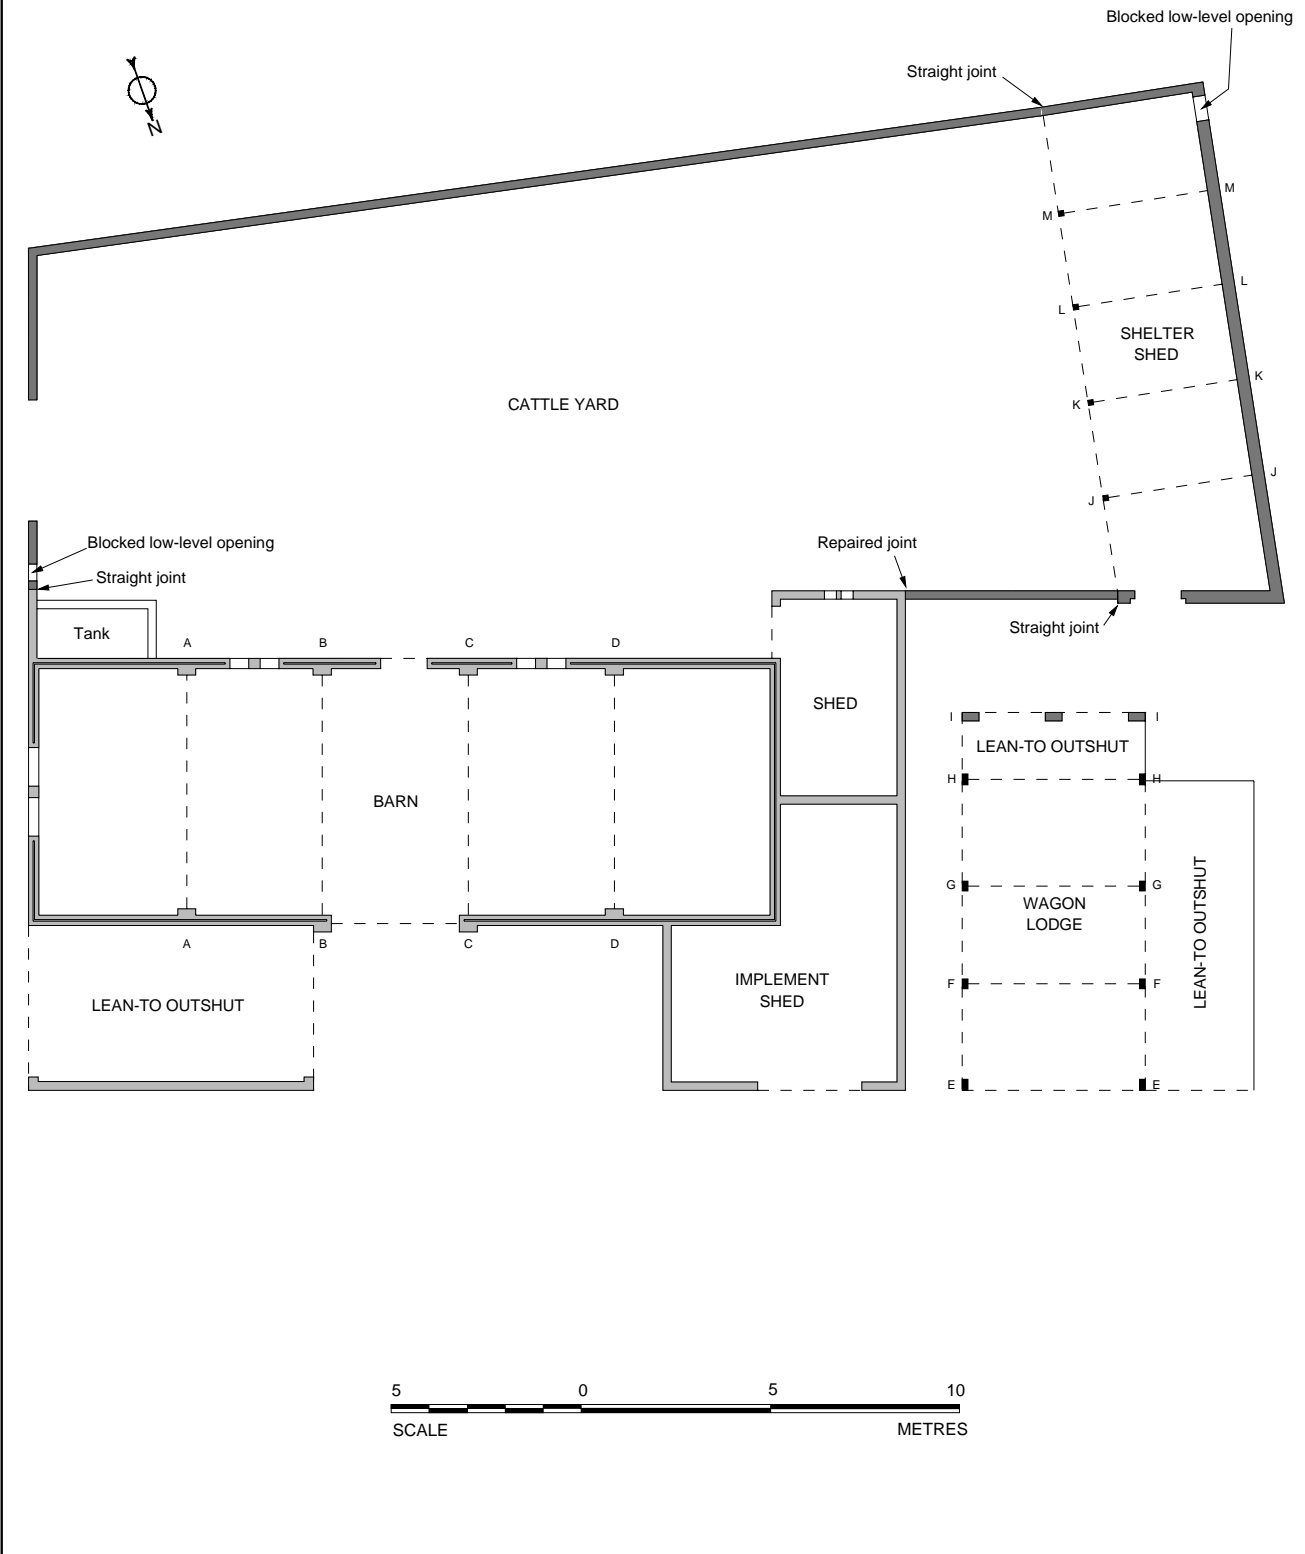 Blocked low-level opening
Straight joint
N
M
M
L
L
SHELTER
SHED
K
K
CATTLE YARD
J
J
Blocked low-level opening
Repaired joint
Straight joint
Straight joint
Tank
A
B
C
D
SHED
I
I
LEAN-TO OUTSHUT
H
H
BARN
G
G
WAGON
LODGE
LEAN-TO OUTSHUT
A
B
C
D
IMPLEMENT
SHED
F
F
LEAN-TO OUTSHUT
E
E
5
0
5
10
SCALE
METRES